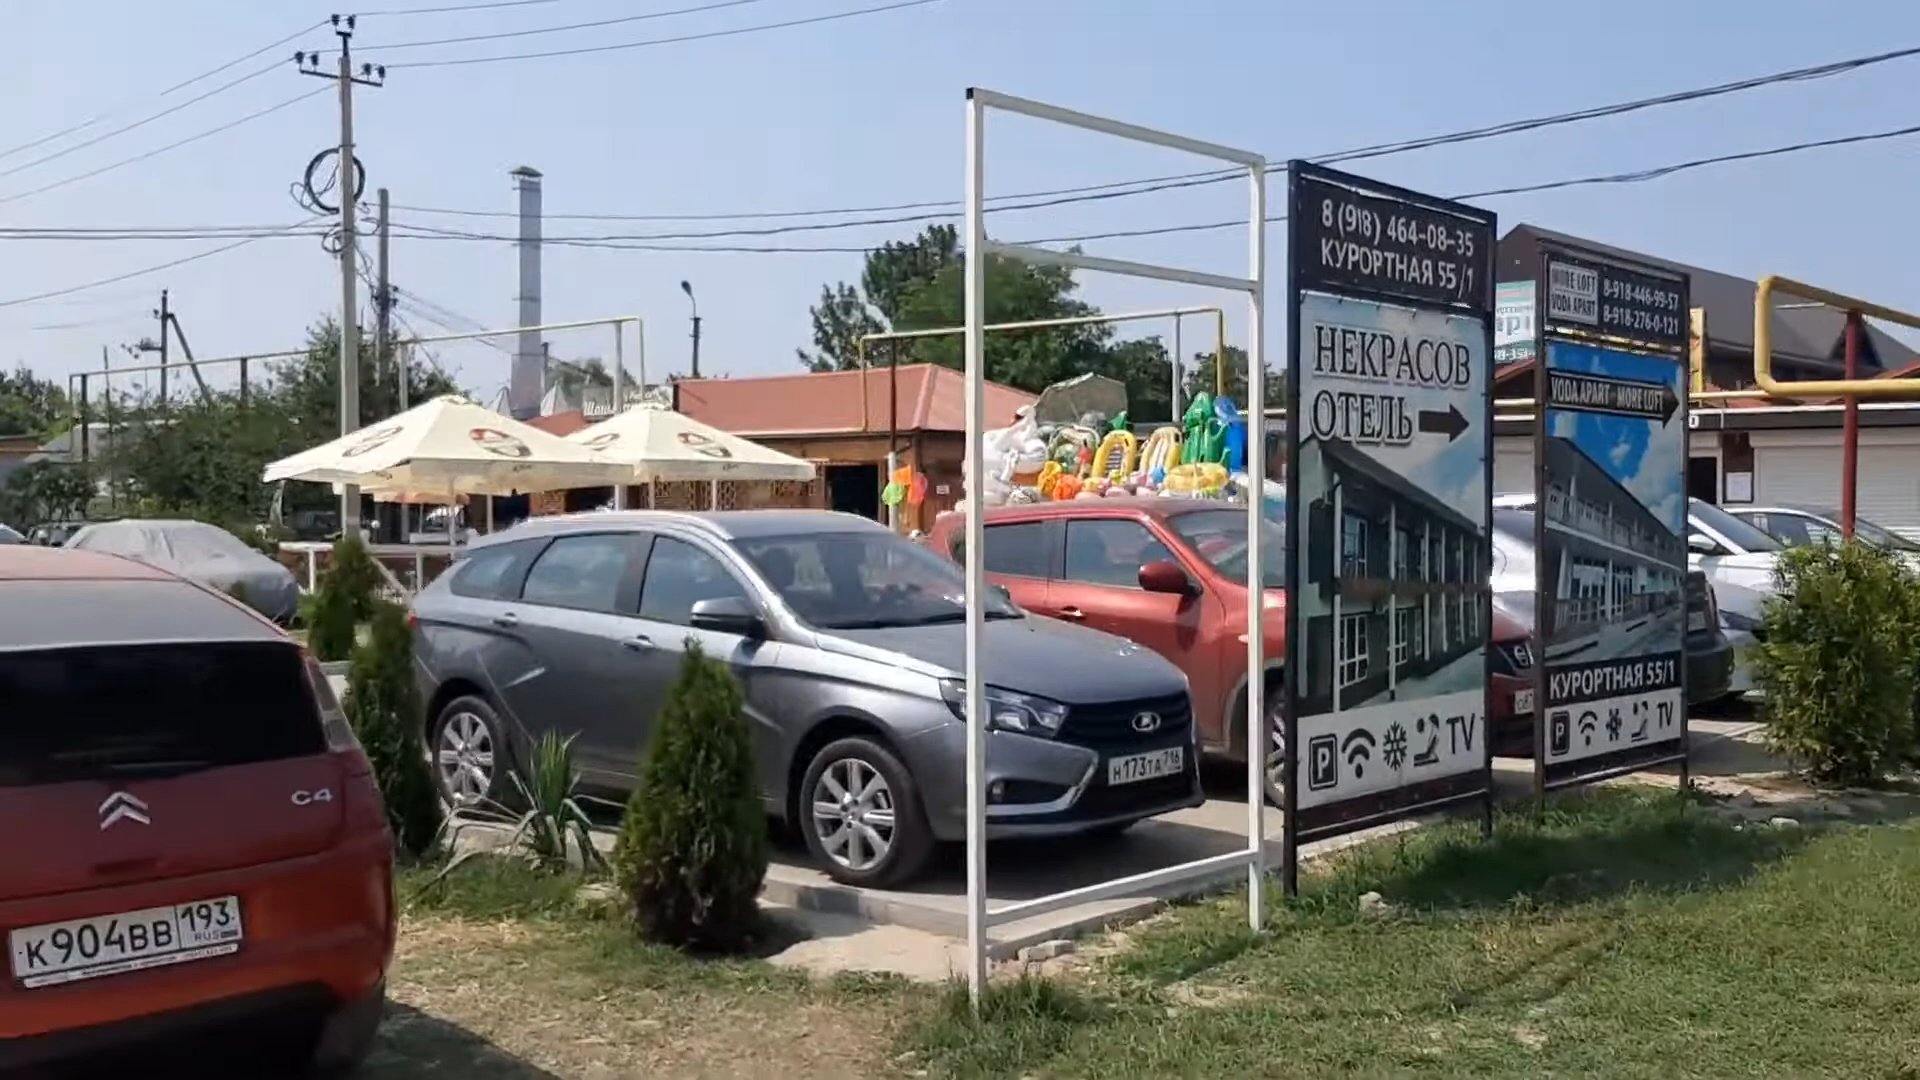 8 (918) 464-08-35
КУРОРТНАЯ 55/1
НЕКРАСОВ
ОТЕЛЬ
TV
MORE LOFT
VODA APART
8-918-446-99-57
8-918-276-0-121
VODA APART - MORE LOFT
КУРОРТНАЯ 55/1
P
TV
P
C4
К904ВВ 193
RUS
Н173ТА 716